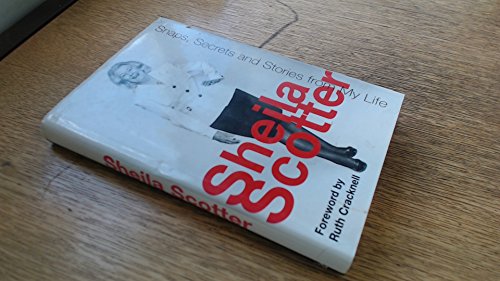 Snaps, Secrets and Stories from My Life
Sheila
Scotter
Foreword by
Ruth Cracknell
Sheila Scotter